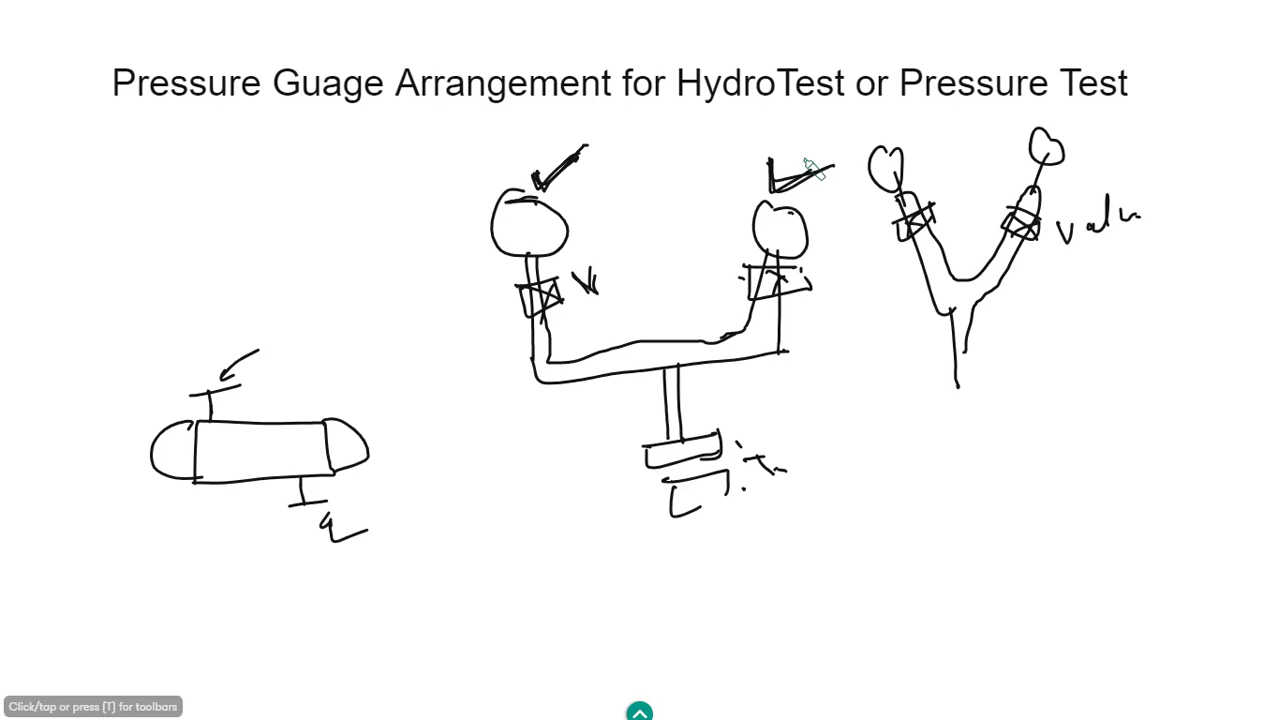 Pressure Guage Arrangement for HydroTest or Pressure Test
Click/tap or press (T) for toolbars